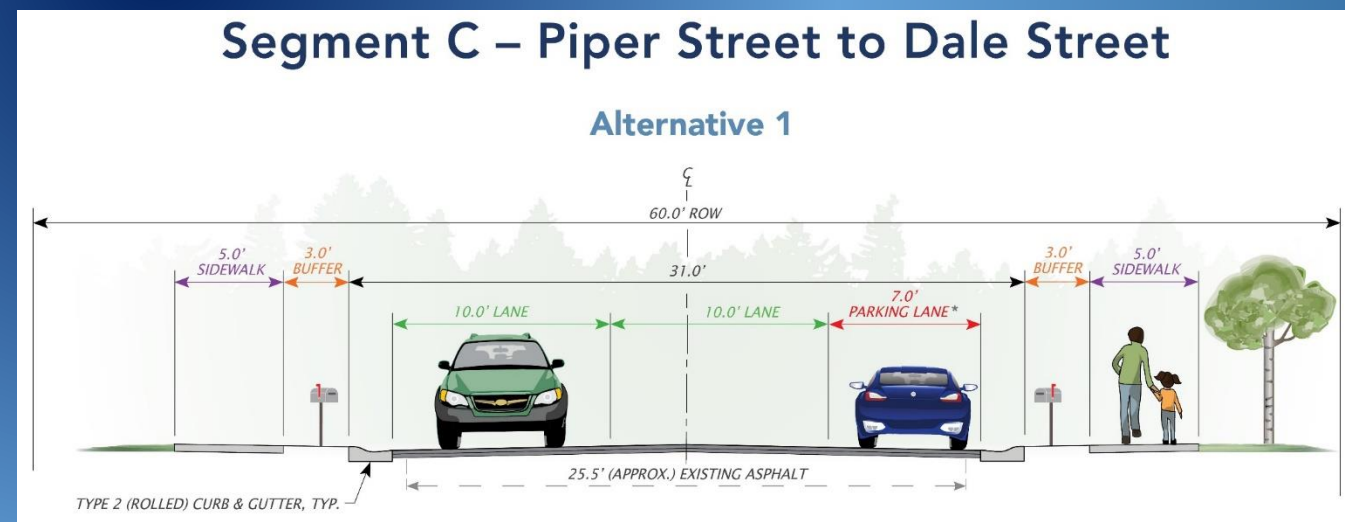 Segment C – Piper Street to Dale Street
Alternative 1
℄
60.0' ROW
5.0'
SIDEWALK
3.0'
BUFFER
31.0'
3.0'
BUFFER
5.0'
SIDEWALK
10.0' LANE
10.0' LANE
7.0'
PARKING LANE*
25.5' (APPROX.) EXISTING ASPHALT
TYPE 2 (ROLLED) CURB & GUTTER, TYP.